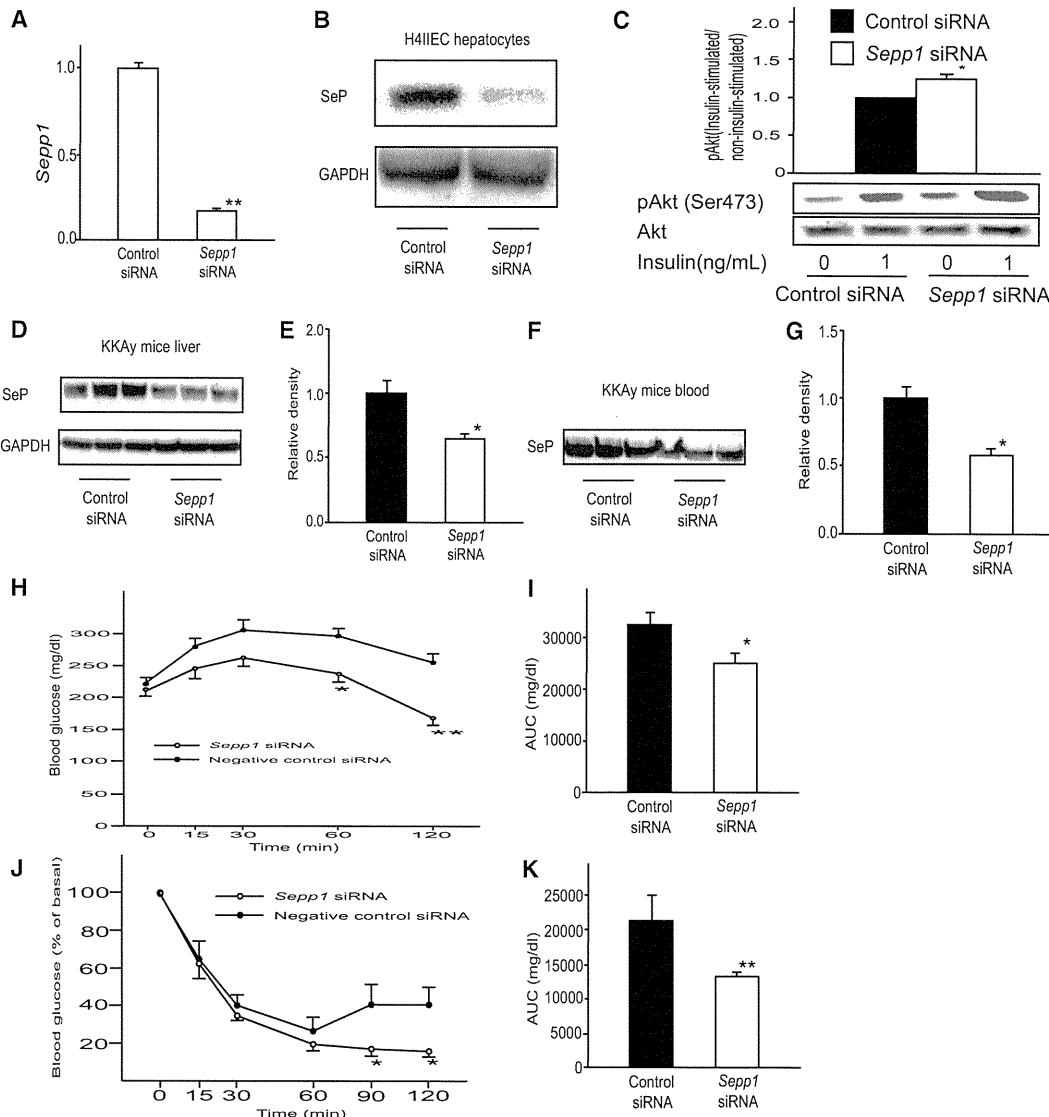 A
1.0
0.5
0.0
Sepp1
**
Control siRNA
Sepp1 siRNA
B
H4IIEC hepatocytes
SeP
GAPDH
Control siRNA
Sepp1 siRNA
C
Control siRNA
Sepp1 siRNA
2.0
1.5
1.0
0.5
0
pAkt(Insulin-stimulated/
non-insulin-stimulated)
*
pAkt (Ser473)
Akt
Insulin(ng/mL)
0 1 0 1
Control siRNA Sepp1 siRNA
D
KKAy mice liver
SeP
GAPDH
Control siRNA
Sepp1 siRNA
E
2.0
1.0
0.5
0.0
Relative density
*
Control siRNA
Sepp1 siRNA
F
KKAy mice blood
SeP
Control siRNA
Sepp1 siRNA
G
1.5
1.0
0.5
0.0
Relative density
*
Control siRNA
Sepp1 siRNA
H
300
250
200
150
100
50
0
Blood glucose (mg/dl)
*
**
Sepp1 siRNA
Negative control siRNA
0 15 30 60 120
Time (min)
I
30000
20000
10000
0
AUC (mg/dl)
*
Control siRNA
Sepp1 siRNA
J
100
80
60
40
20
Blood glucose (% of basal)
Sepp1 siRNA
Negative control siRNA
* *
0 15 30 60 90 120
Time (min)
K
25000
20000
15000
10000
5000
0
AUC (mg/dl)
**
Control siRNA
Sepp1 siRNA